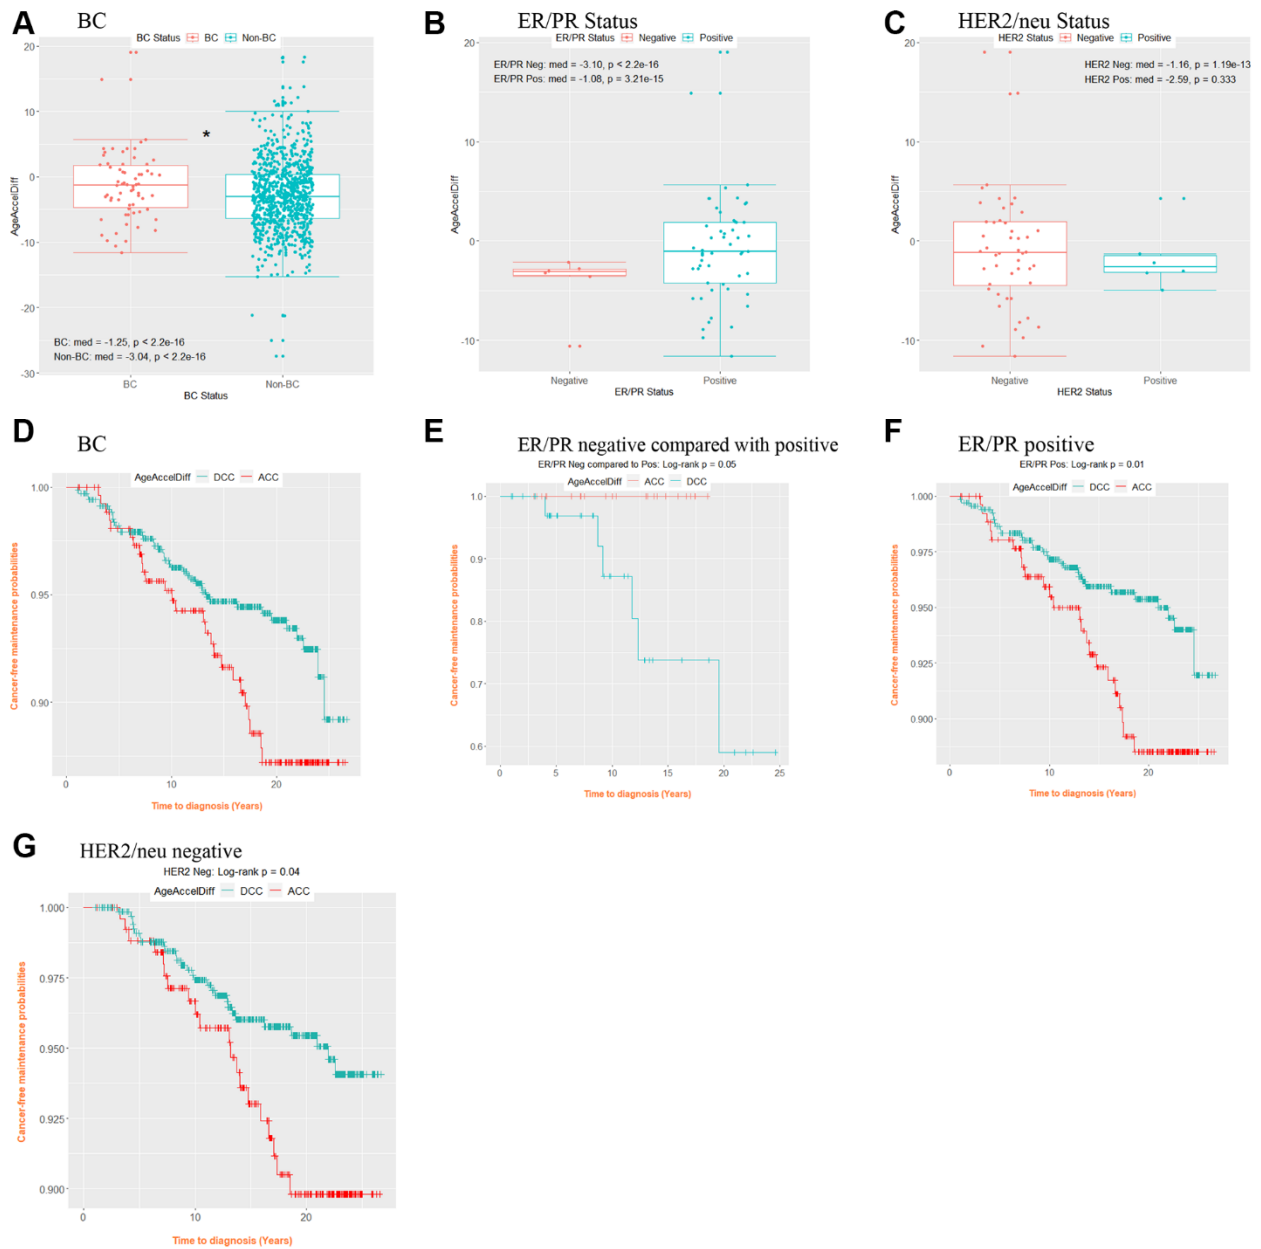 A BC
BC Status BC Non-BC
20
10
0
-10
-20
-30
AgeAccelDiff
*
BC: med = -1.25, p < 2.2e-16
Non-BC: med = -3.04, p < 2.2e-16
BC Non-BC
BC Status
B ER/PR Status
ER/PR Status Negative Positive
ER/PR Neg: med = -3.10, p < 2.2e-16
ER/PR Pos: med = -1.08, p = 3.21e-15
20
10
0
-10
AgeAccelDiff
Negative Positive
ER/PR Status
C HER2/neu Status
HER2 Status Negative Positive
HER2 Neg: med = -1.16, p = 1.19e-13
HER2 Pos: med = -2.59, p = 0.333
20
10
0
-10
AgeAccelDiff
Negative Positive
HER2 Status
D BC
AgeAccelDiff DCC ACC
1.00
0.95
0.90
Cancer-free maintenance probabilities
0 10 20
Time to diagnosis (Years)
E ER/PR negative compared with positive
ER/PR Neg compared to Pos: Log-rank p = 0.05
AgeAccelDiff ACC DCC
1.0
0.9
0.8
0.7
0.6
Cancer-free maintenance probabilities
0 5 10 15 20 25
Time to diagnosis (Years)
F ER/PR positive
ER/PR Pos: Log-rank p = 0.01
AgeAccelDiff DCC ACC
1.000
0.975
0.950
0.925
0.900
Cancer-free maintenance probabilities
0 10 20
Time to diagnosis (Years)
G HER2/neu negative
HER2 Neg: Log-rank p = 0.04
AgeAccelDiff DCC ACC
1.000
0.975
0.950
0.925
0.900
Cancer-free maintenance probabilities
0 10 20
Time to diagnosis (Years)